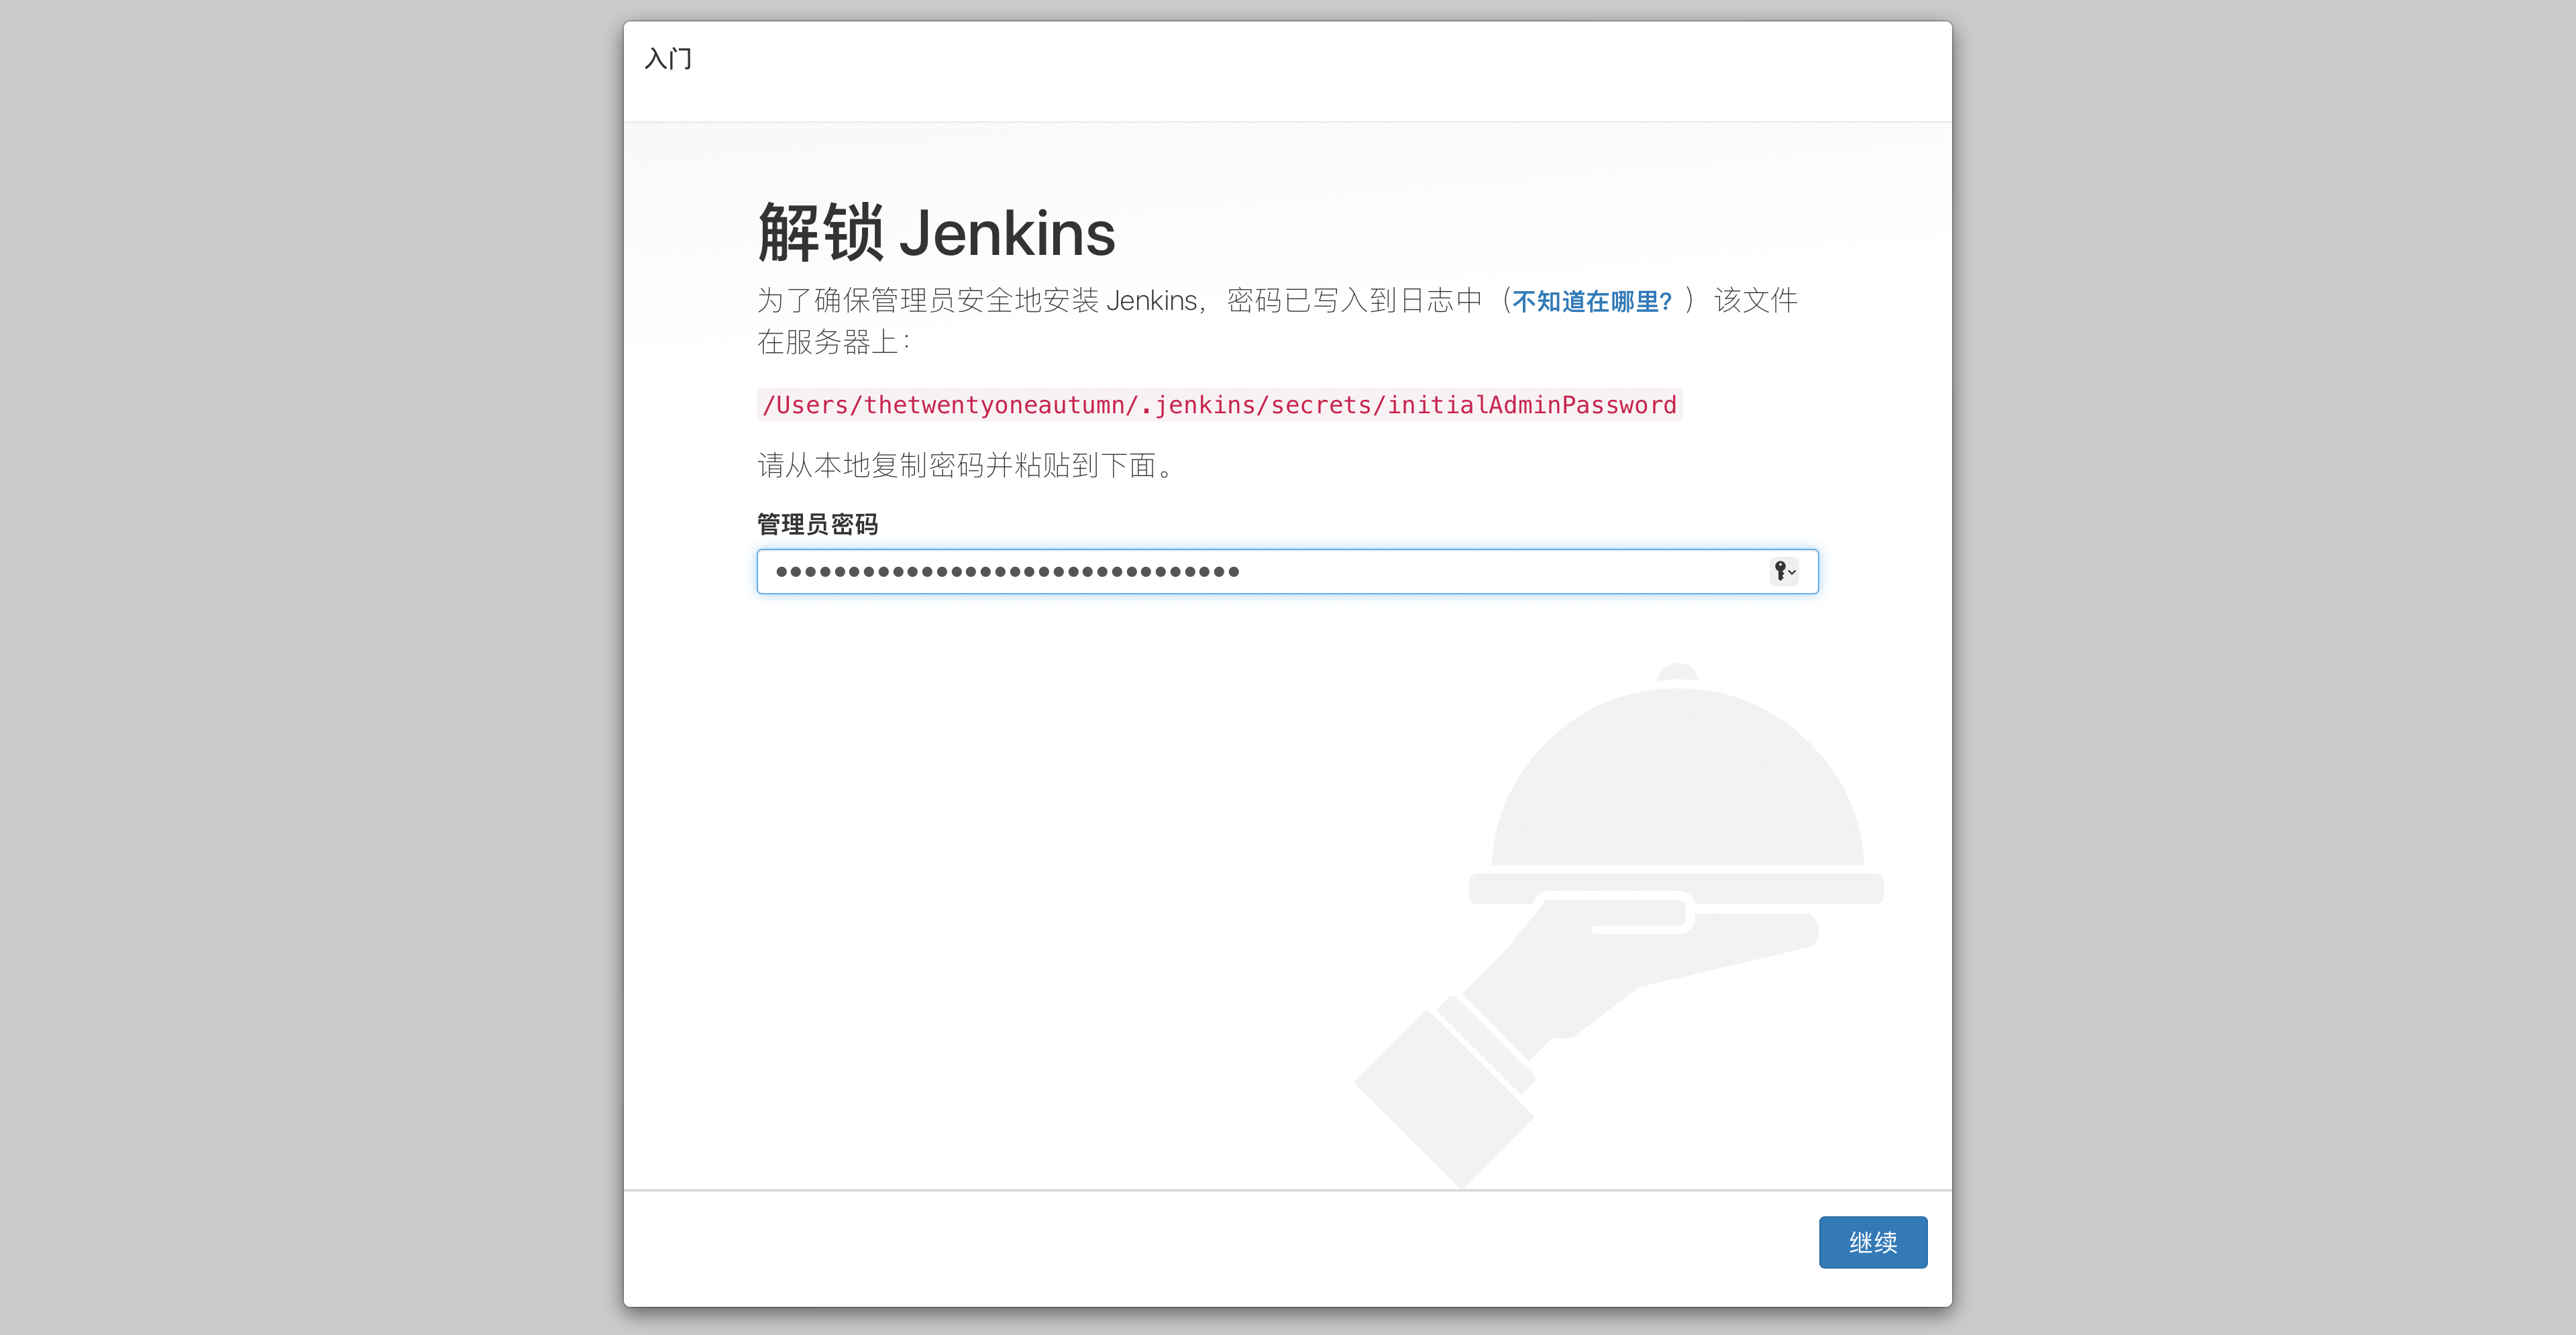 入门
解锁 Jenkins
为了确保管理员安全地安装 Jenkins，密码已写入到日志中（不知道在哪里？）该文件
在服务器上：
/Users/thetwentyoneautumn/.jenkins/secrets/initialAdminPassword
请从本地复制密码并粘贴到下面。
管理员密码
继续